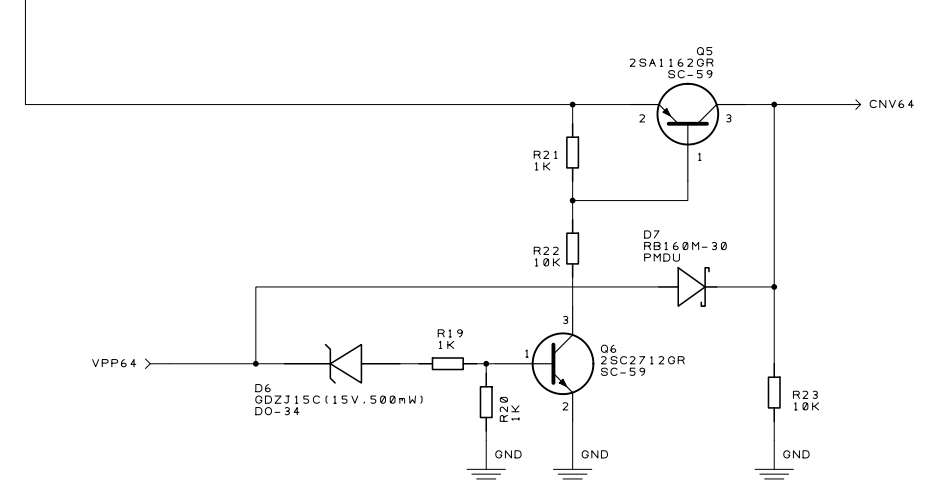 Q5
2SA1162GR
SC-59
CNV64
2
3
1
R21
1K
R22
10K
D7
RB160M-30
PMDU
VPP64
D6
GDZJ15C(15V,500mW)
DO-34
R19
1K
R20
1K
1
3
2
Q6
2SC2712GR
SC-59
R23
10K
GND
GND
GND